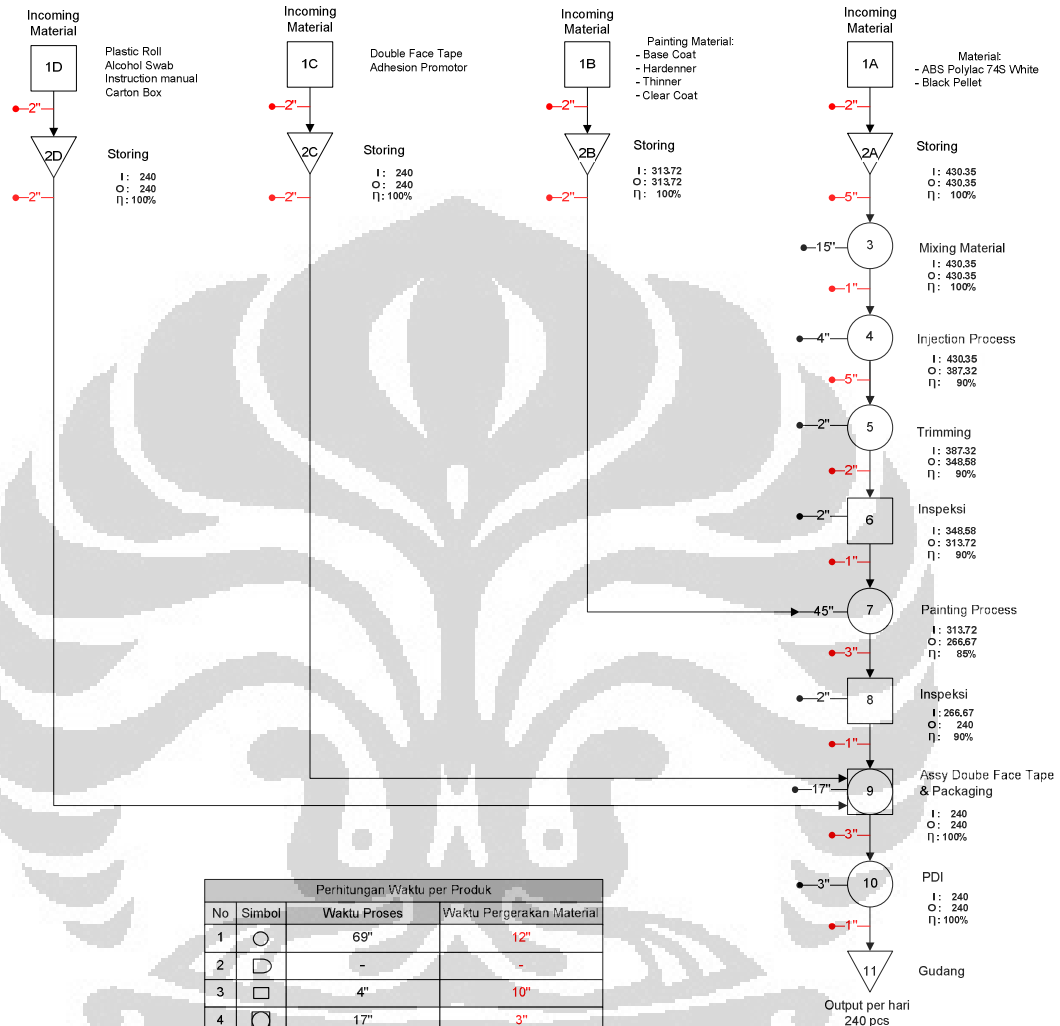 Incoming
Material
1D
Plastic Roll
Alcohol Swab
Instruction manual
Carton Box
2"
2D
Storing
I : 240
O : 240
η : 100%
2"
Incoming
Material
1C
Double Face Tape
Adhesion Promotor
2"
2C
Storing
I : 240
O : 240
η : 100%
2"
Incoming
Material
1B
Painting Material:
- Base Coat
- Hardenner
- Thinner
- Clear Coat
2"
2B
Storing
I : 313.72
O : 313.72
η : 100%
2"
Incoming
Material
1A
Material:
- ABS Polylac 74S White
- Black Pellet
2"
2A
Storing
I : 430.35
O : 430.35
η : 100%
5"
15"
3
Mixing Material
I : 430.35
O : 430.35
η : 100%
1"
4"
4
Injection Process
I : 430.35
O : 387.32
η : 90%
5"
2"
5
Trimming
I : 387.32
O : 348.58
η : 90%
2"
2"
6
Inspeksi
I : 348.58
O : 313.72
η : 90%
1"
45"
7
Painting Process
I : 313.72
O : 266.67
η : 85%
3"
2"
8
Inspeksi
I : 266.67
O : 240
η : 90%
1"
17"
9
Assy Doube Face Tape
& Packaging
I : 240
O : 240
η : 100%
3"
3"
10
PDI
I : 240
O : 240
η : 100%
1"
11
Gudang
Output per hari
240 pcs
Perhitungan Waktu per Produk
No Simbol Waktu Proses Waktu Pergerakan Material
1 69" 12"
2 - -
3 4" 10"
4 17" 3"